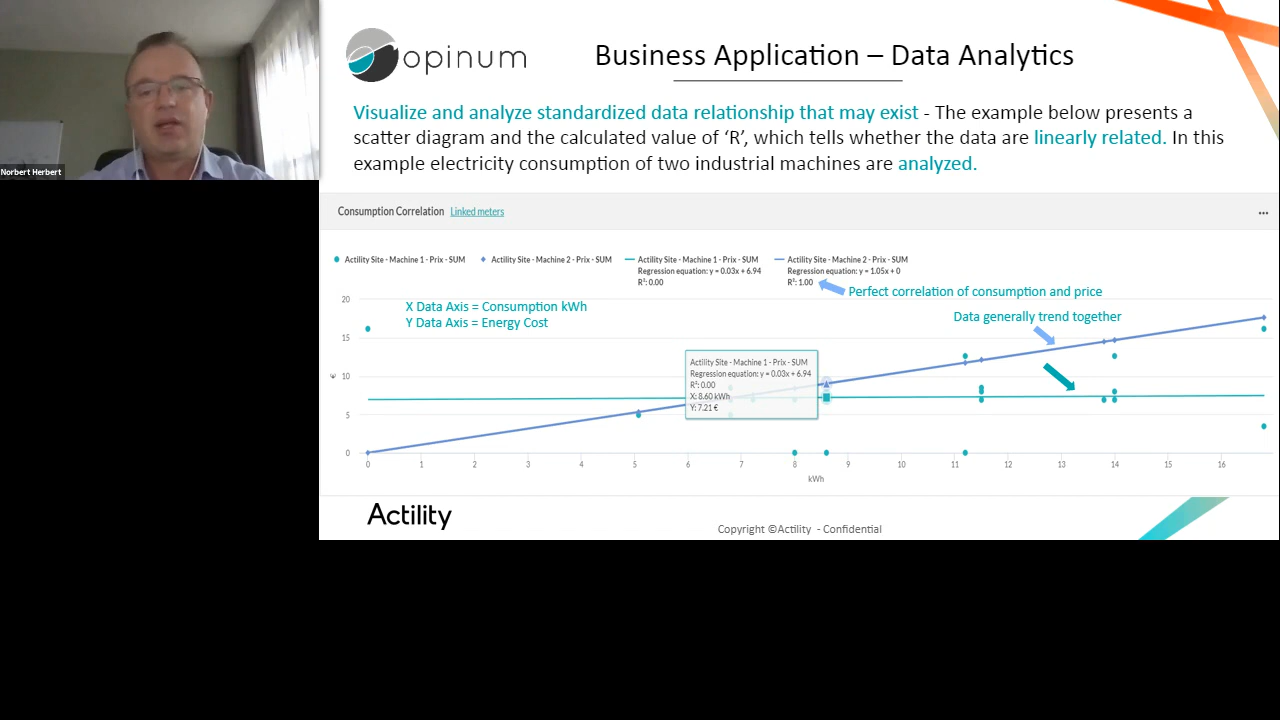 Norbert Herbert
opinum
Business Application – Data Analytics
Visualize and analyze standardized data relationship that may exist - The example below presents a
scatter diagram and the calculated value of ‘R’, which tells whether the data are linearly related. In this
example electricity consumption of two industrial machines are analyzed.
Consumption Correlation Linked meters
...
Actility Site - Machine 1 - Prix - SUM
Actility Site - Machine 2 - Prix - SUM
Actility Site - Machine 1 - Prix - SUM
Regression equation: y = 0.03x + 6.94
R²: 0.00
Actility Site - Machine 2 - Prix - SUM
Regression equation: y = 1.05x + 0
R²: 1.00
Perfect correlation of consumption and price
X Data Axis = Consumption kWh
Y Data Axis = Energy Cost
Data generally trend together
20
15
10
5
0
€
Actility Site - Machine 1 - Prix - SUM
Regression equation: y = 0.03x + 6.94
R²: 0.00
X: 8.60 kWh
Y: 7.21 €
0 1 2 3 4 5 6 7 8 9 10 11 12 13 14 15 16
kWh
Actility
Copyright ©Actility - Confidential